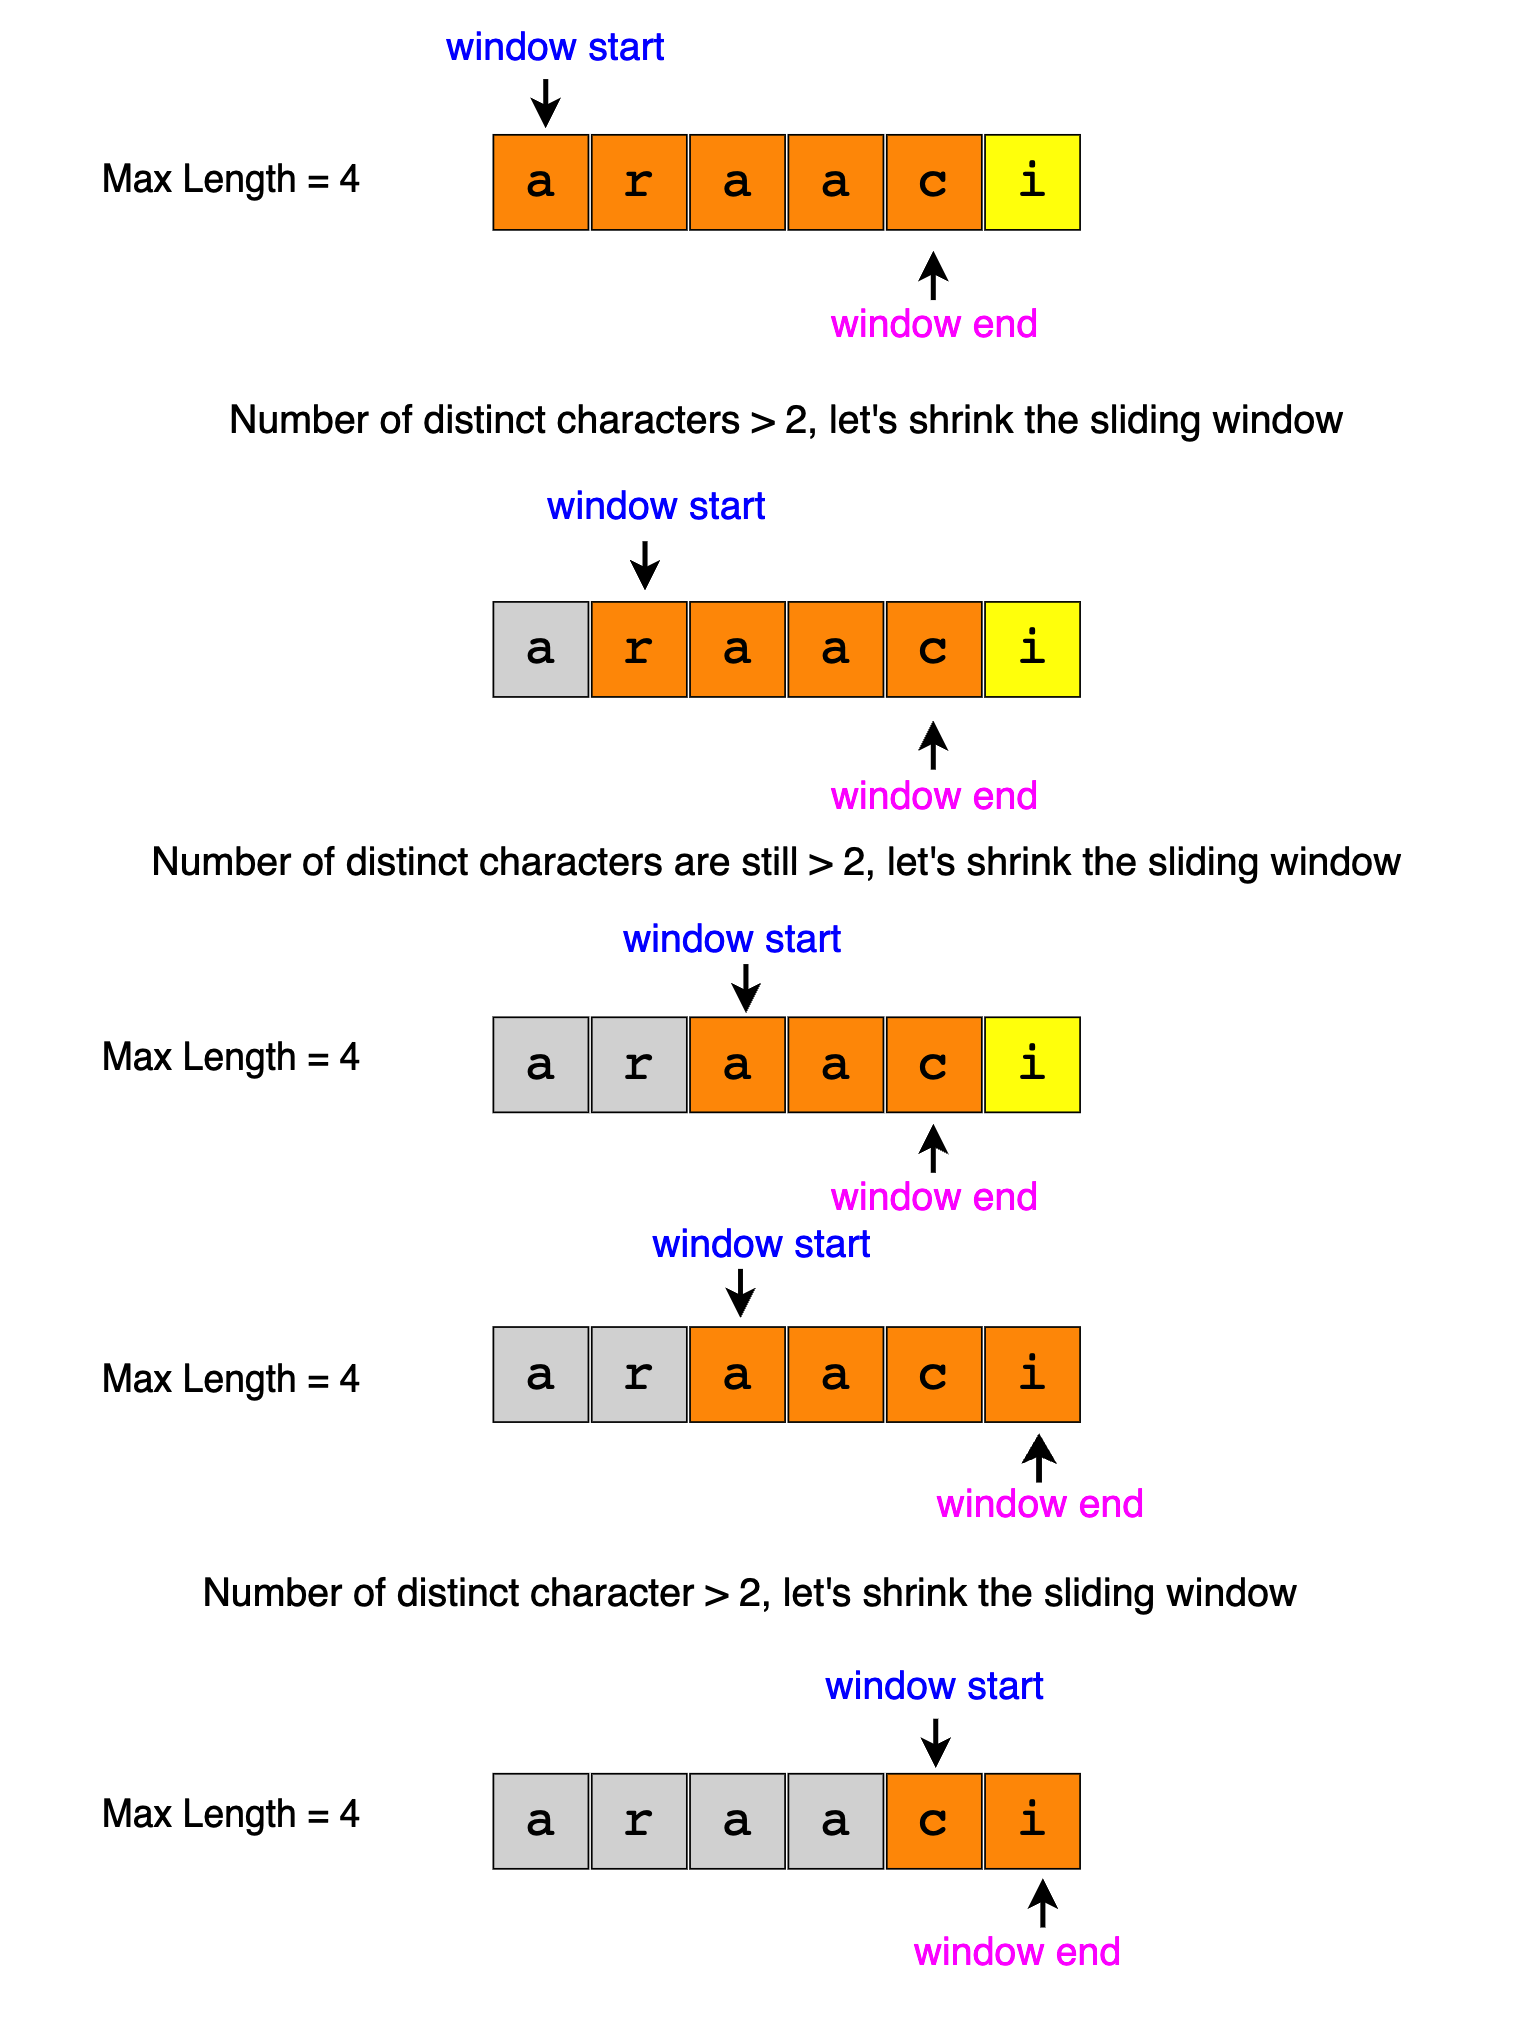 window start
Max Length = 4
a r a a c i
window end
Number of distinct characters > 2, let's shrink the sliding window
window start
a r a a c i
window end
Number of distinct characters are still > 2, let's shrink the sliding window
window start
Max Length = 4
a r a a c i
window end
window start
Max Length = 4
a r a a c i
window end
Number of distinct character > 2, let's shrink the sliding window
window start
Max Length = 4
a r a a c i
window end